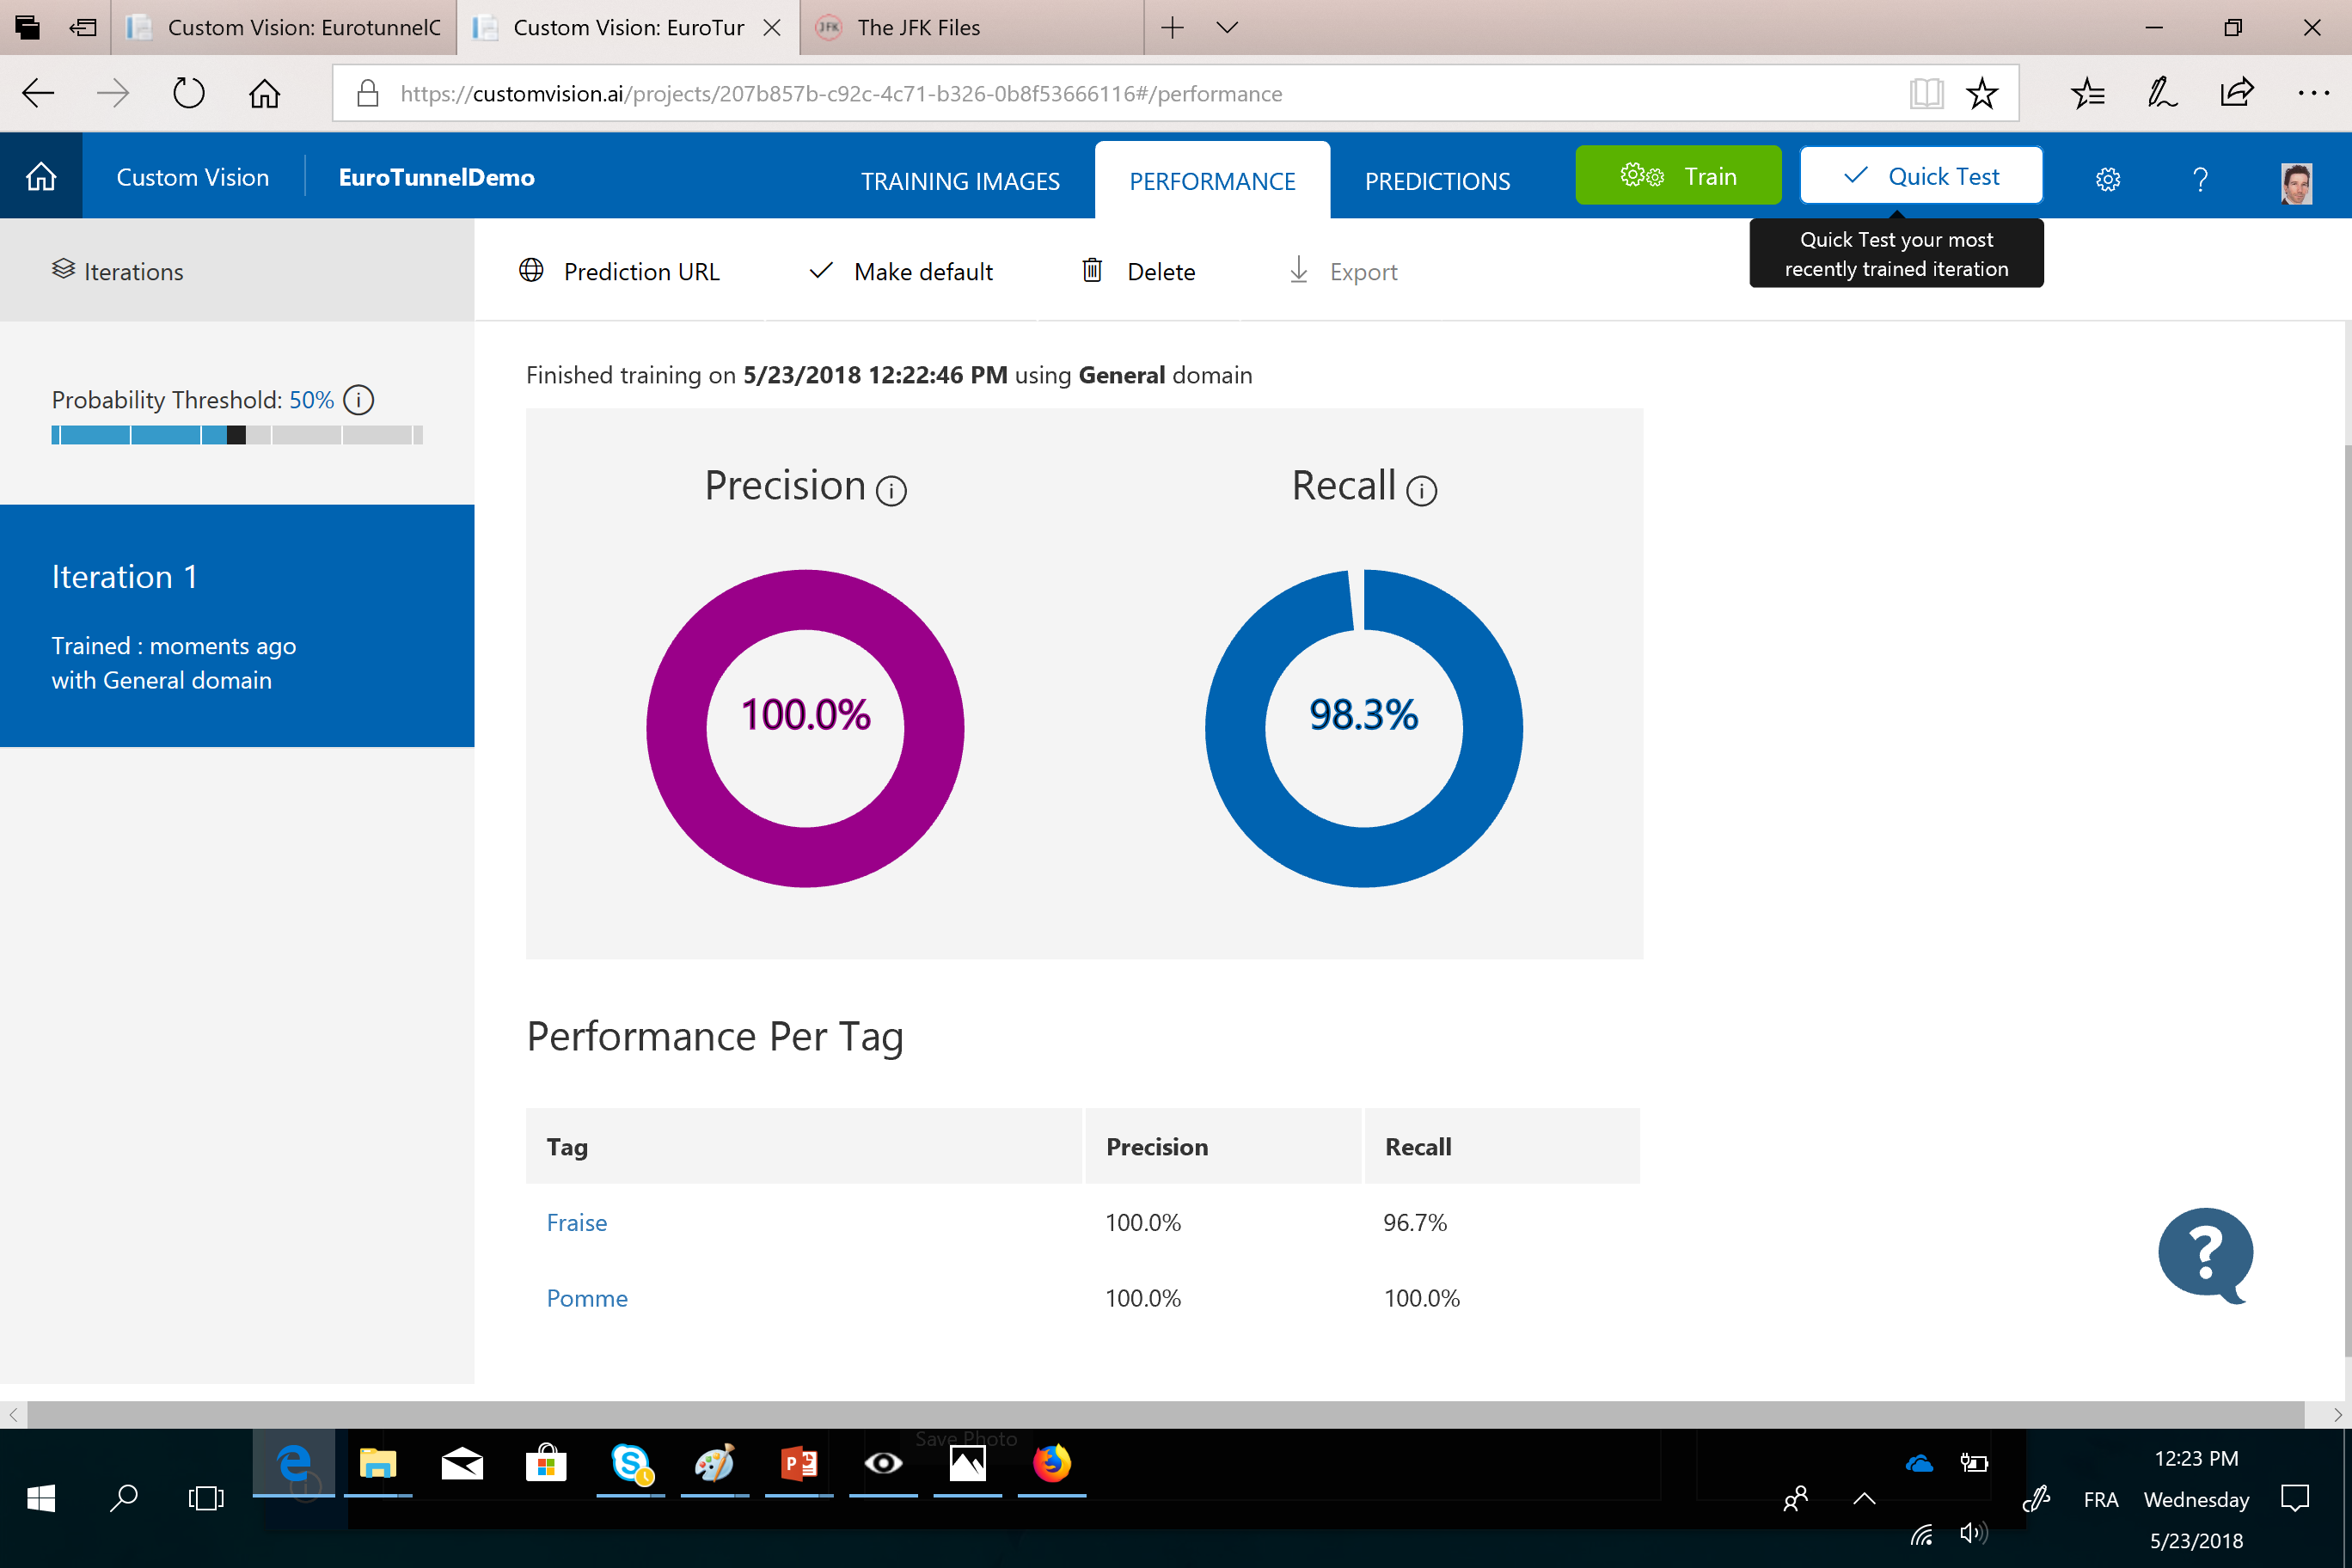 Custom Vision: EurotunnelC
Custom Vision: EuroTur
JFK
The JFK Files
https://customvision.ai/projects/207b857b-c92c-4c71-b326-0b8f53666116#/performance
Custom Vision
EuroTunnelDemo
TRAINING IMAGES
PERFORMANCE
PREDICTIONS
Train
Quick Test
Quick Test your most
recently trained iteration
Iterations
Prediction URL
Make default
Delete
Export
Probability Threshold: 50%
Finished training on 5/23/2018 12:22:46 PM using General domain
Iteration 1
Trained : moments ago
with General domain
Precision
Recall
100.0%
98.3%
Performance Per Tag
Tag Precision Recall
Fraise 100.0% 96.7%
Pomme 100.0% 100.0%
Save Photo
FRA
12:23 PM
Wednesday
5/23/2018